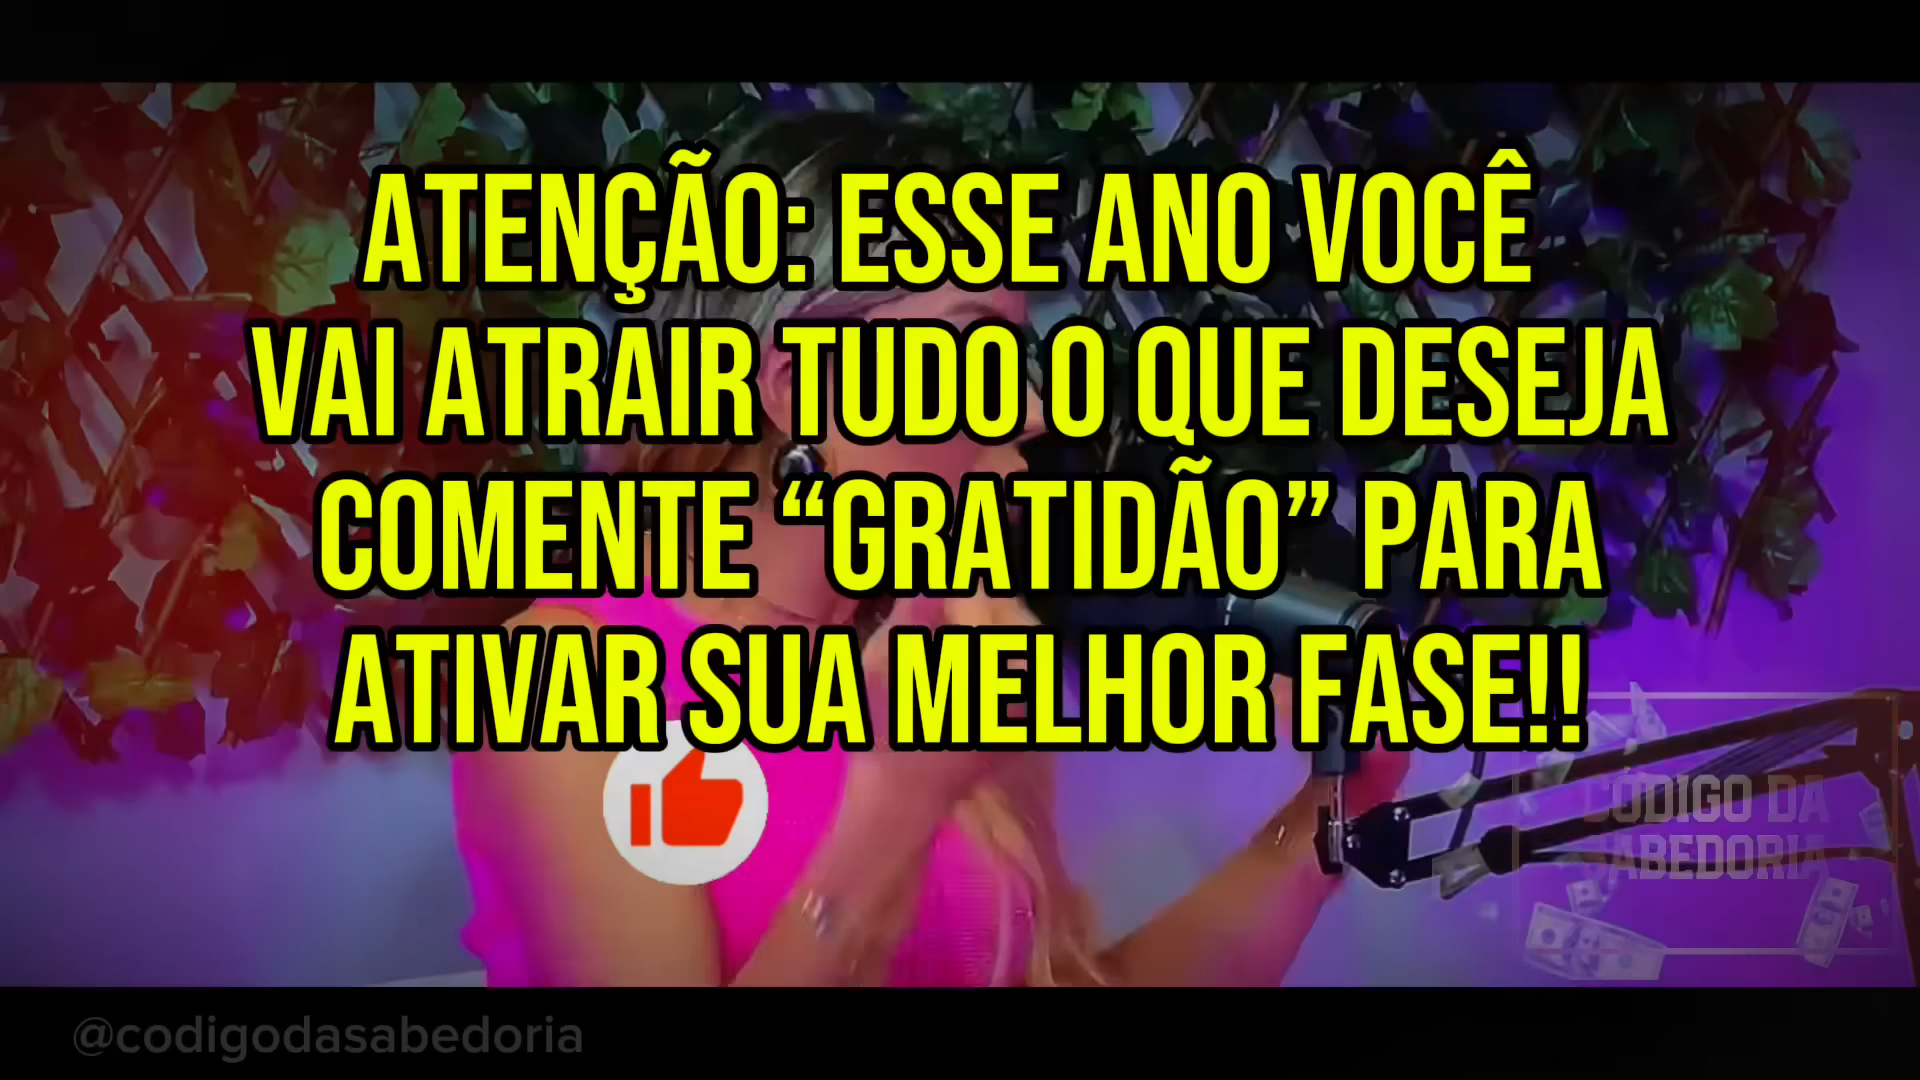 ATENÇÃO: ESSE ANO VOCÊ
VAI ATRAIR TUDO O QUE DESEJA
COMENTE “GRATIDÃO” PARA
ATIVAR SUA MELHOR FASE!!
CÓDIGO DA
SABEDORIA
@codigodasabedoria